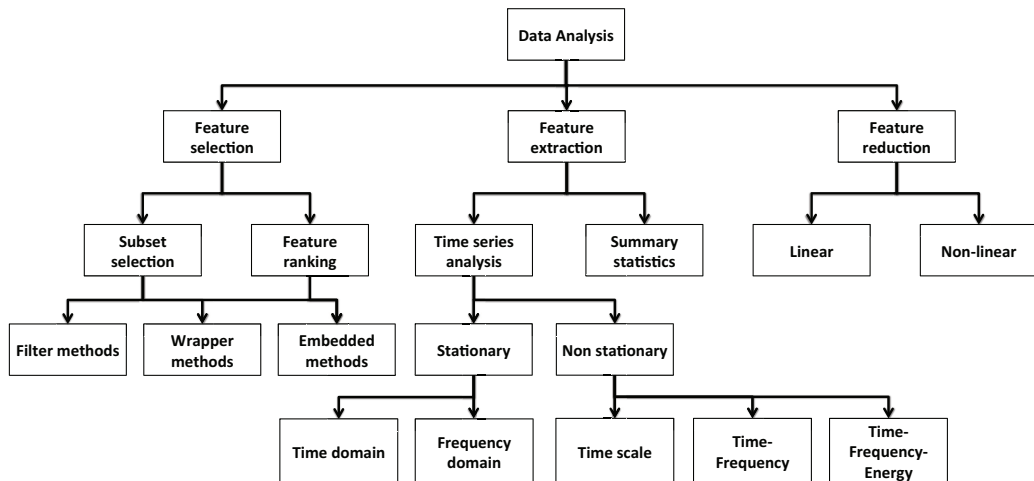 Data Analysis
Feature
selection
Feature
extraction
Feature
reduction
Subset
selection
Feature
ranking
Time series
analysis
Summary
statistics
Linear
Non-linear
Filter methods
Wrapper
methods
Embedded
methods
Stationary
Non stationary
Time domain
Frequency
domain
Time scale
Time-
Frequency
Time-
Frequency-
Energy